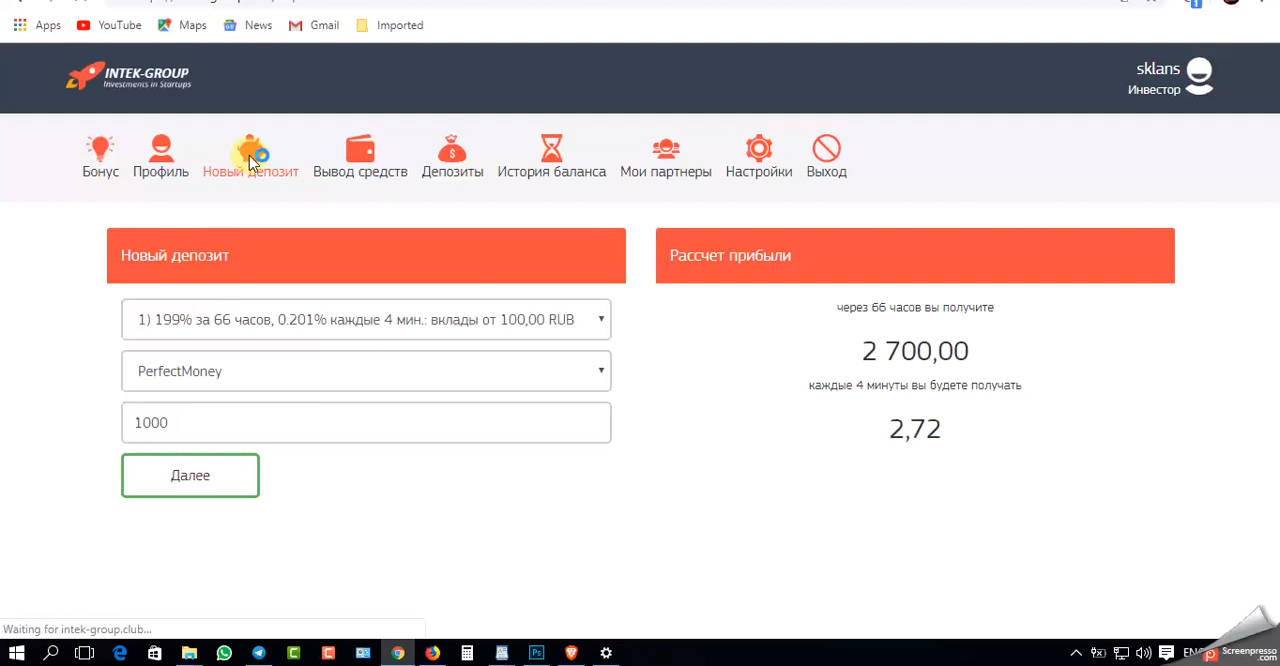 Apps YouTube Maps News Gmail Imported
INTEK-GROUP
Investments in Startups
sklans
Инвестор
Бонус Профиль Новый депозит Вывод средств Депозиты История баланса Мои партнеры Настройки Выход
Новый депозит
Рассчет прибыли
1) 199% за 66 часов, 0.201% каждые 4 мин.: вклады от 100,00 RUB
через 66 часов вы получите
2 700,00
PerfectMoney
каждые 4 минуты вы будете получать
1000
2,72
Далее
Waiting for intek-group.club...
Screenpresso
.com